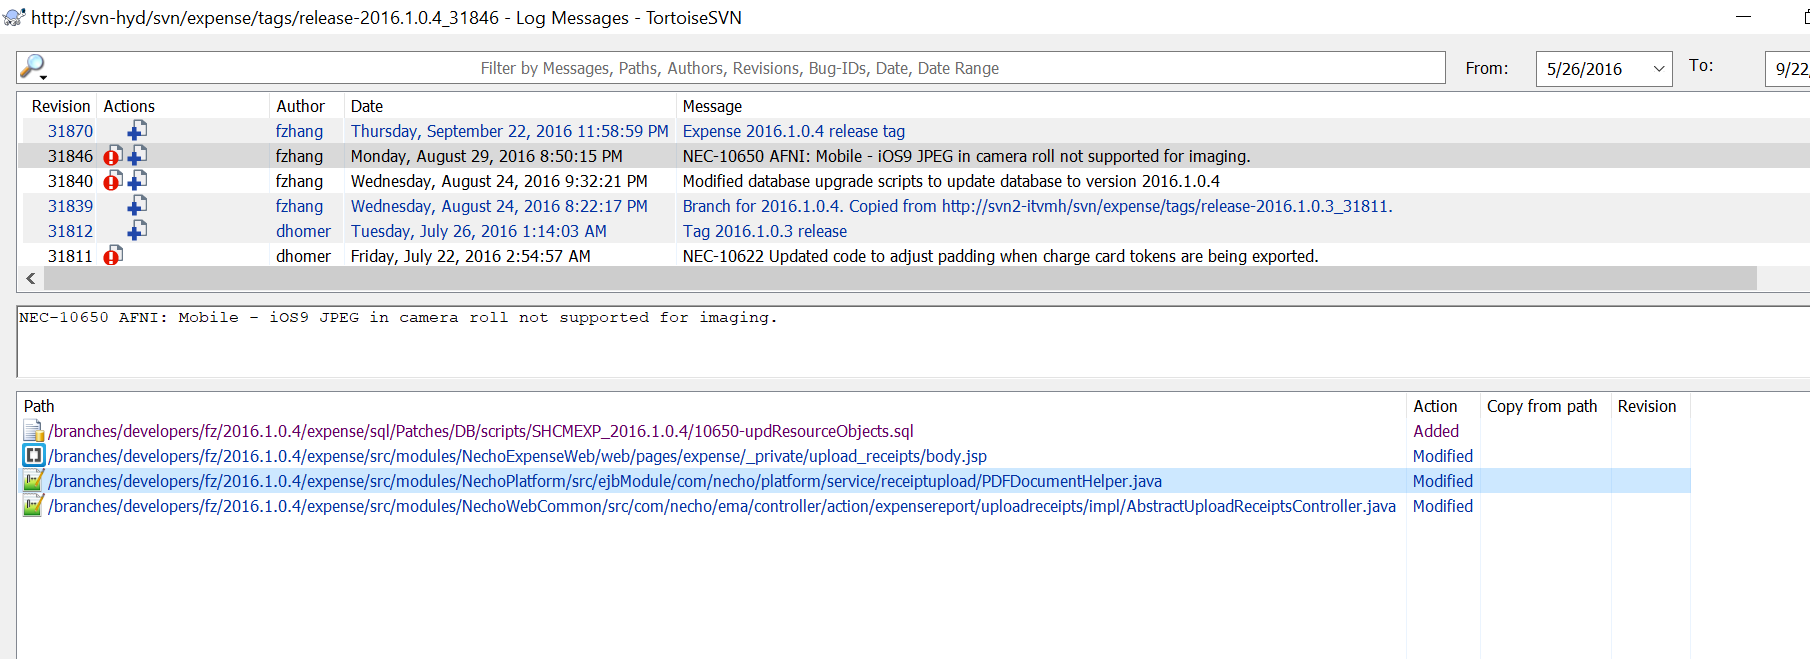 http://svn-hyd/svn/expense/tags/release-2016.1.0.4_31846 - Log Messages - TortoiseSVN
Filter by Messages, Paths, Authors, Revisions, Bug-IDs, Date, Date Range From: 5/26/2016 To: 9/22,
Revision Actions Author Date Message
31870 fzhang Thursday, September 22, 2016 11:58:59 PM Expense 2016.1.0.4 release tag
31846 fzhang Monday, August 29, 2016 8:50:15 PM NEC-10650 AFNI: Mobile - iOS9 JPEG in camera roll not supported for imaging.
31840 fzhang Wednesday, August 24, 2016 9:32:21 PM Modified database upgrade scripts to update database to version 2016.1.0.4
31839 fzhang Wednesday, August 24, 2016 8:22:17 PM Branch for 2016.1.0.4. Copied from http://svn2-itvmh/svn/expense/tags/release-2016.1.0.3_31811.
31812 dhomer Tuesday, July 26, 2016 1:14:03 AM Tag 2016.1.0.3 release
31811 dhomer Friday, July 22, 2016 2:54:57 AM NEC-10622 Updated code to adjust padding when charge card tokens are being exported.
NEC-10650 AFNI: Mobile - iOS9 JPEG in camera roll not supported for imaging.
Path Action Copy from path Revision
/branches/developers/fz/2016.1.0.4/expense/sql/Patches/DB/scripts/SHCMEXP_2016.1.0.4/10650-updResourceObjects.sql Added
/branches/developers/fz/2016.1.0.4/expense/src/modules/NechoExpenseWeb/web/pages/expense/_private/upload_receipts/body.jsp Modified
/branches/developers/fz/2016.1.0.4/expense/src/modules/NechoPlatform/src/ejbModule/com/necho/platform/service/receiptupload/PDFDocumentHelper.java Modified
/branches/developers/fz/2016.1.0.4/expense/src/modules/NechoWebCommon/src/com/necho/ema/controller/action/expensereport/uploadreceipts/impl/AbstractUploadReceiptsController.java Modified